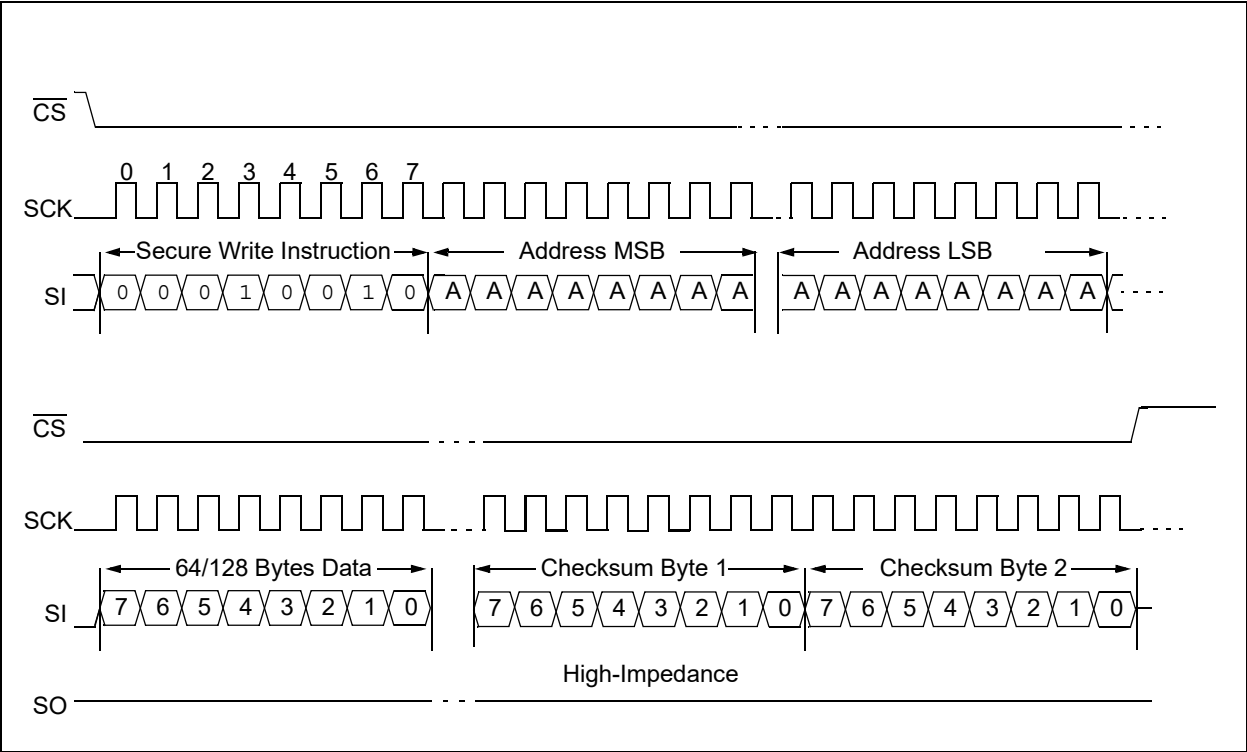 CS
0 1 2 3 4 5 6 7
SCK
Secure Write Instruction Address MSB Address LSB
SI 0 0 0 1 0 0 1 0 A A A A A A A A A A A A A A A A
CS
SCK
64/128 Bytes Data Checksum Byte 1 Checksum Byte 2
SI 7 6 5 4 3 2 1 0 7 6 5 4 3 2 1 0 7 6 5 4 3 2 1 0
High-Impedance
SO